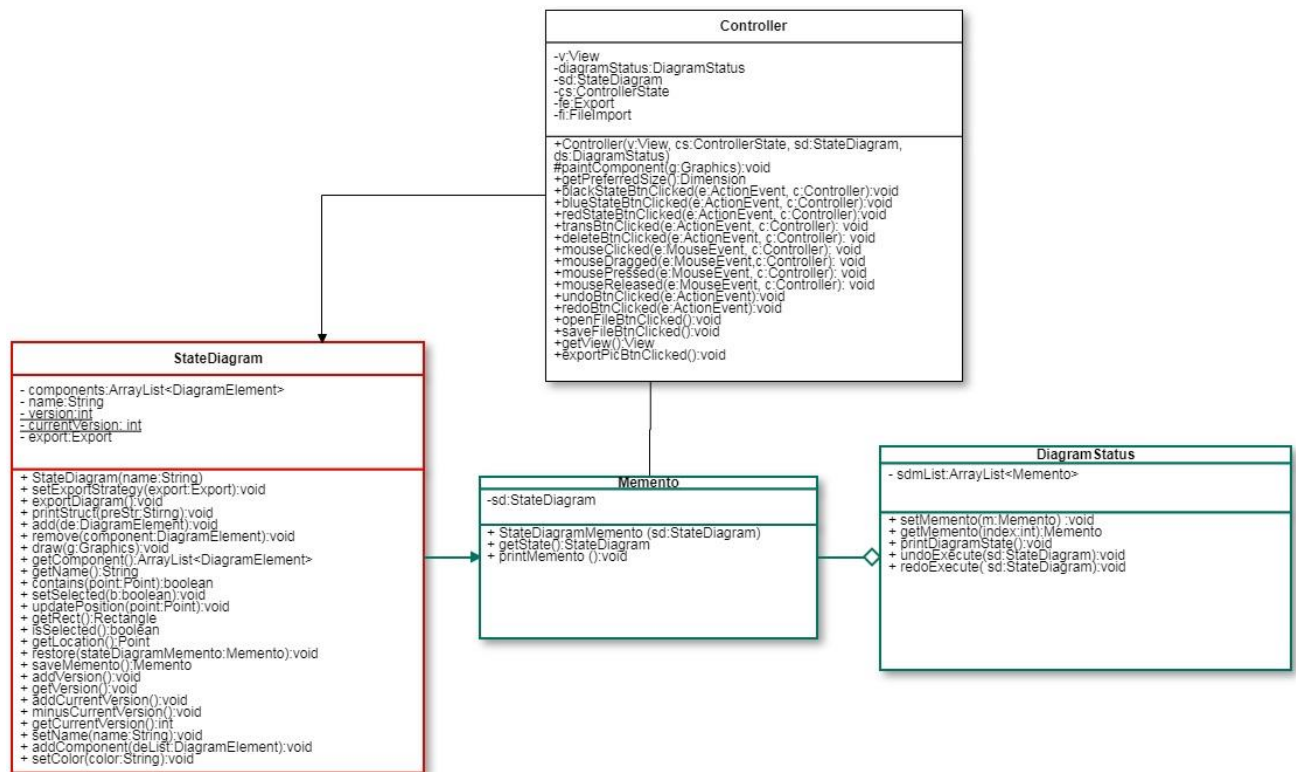 Controller
-v:View
-diagramStatus:DiagramStatus
-sd:StateDiagram
-cs:ControllerState
-fe:Export
-fi:FileImport
+Controller(v:View, cs:ControllerState, sd:StateDiagram,
ds:DiagramStatus)
#paintComponent(g:Graphics):void
+getPreferredSize():Dimension
+blackStateBtnClicked(e:ActionEvent, c:Controller):void
+blueStateBtnClicked(e:ActionEvent, c:Controller):void
+redStateBtnClicked(e:ActionEvent, c:Controller):void
+transBtnClicked(e:ActionEvent, c:Controller): void
+deleteBtnClicked(e:ActionEvent, c:Controller): void
+mouseClicked(e:MouseEvent, c:Controller): void
+mouseDragged(e:MouseEvent,c:Controller): void
+mousePressed(e:MouseEvent, c:Controller): void
+mouseReleased(e:MouseEvent, c:Controller): void
+undoBtnClicked(e:ActionEvent):void
+redoBtnClicked(e:ActionEvent):void
+openFileBtnClicked():void
+saveFileBtnClicked():void
+getView():View
+exportPicBtnClicked():void
StateDiagram
- components:ArrayList<DiagramElement>
- name:String
- version:int
- currentVersion: int
- export:Export
+ StateDiagram(name:String)
+ setExportStrategy(export:Export):void
+ exportDiagram():void
+ printStruct(preStr:Stirng):void
+ add(de:DiagramElement):void
+ remove(component:DiagramElement):void
+ draw(g:Graphics):void
+ getComponent():ArrayList<DiagramElement>
+ getName():String
+ contains(point:Point):boolean
+ setSelected(b:boolean):void
+ updatePosition(point:Point):void
+ getRect():Rectangle
+ isSelected():boolean
+ getLocation():Point
+ restore(stateDiagramMemento:Memento):void
+ saveMemento():Memento
+ addVersion():void
+ getVersion():void
+ addCurrentVersion():void
+ minusCurrentVersion():void
+ getCurrentVersion():int
+ setName(name:String):void
+ addComponent(deList:DiagramElement):void
+ setColor(color:String):void
Memento
-sd:StateDiagram
+ StateDiagramMemento (sd:StateDiagram)
+ getState():StateDiagram
+ printMemento ():void
DiagramStatus
- sdmList:ArrayList<Memento>
+ setMemento(m:Memento) :void
+ getMemento(index:int):Memento
+ printDiagramState():void
+ undoExecute(sd:StateDiagram):void
+ redoExecute( sd:StateDiagram):void